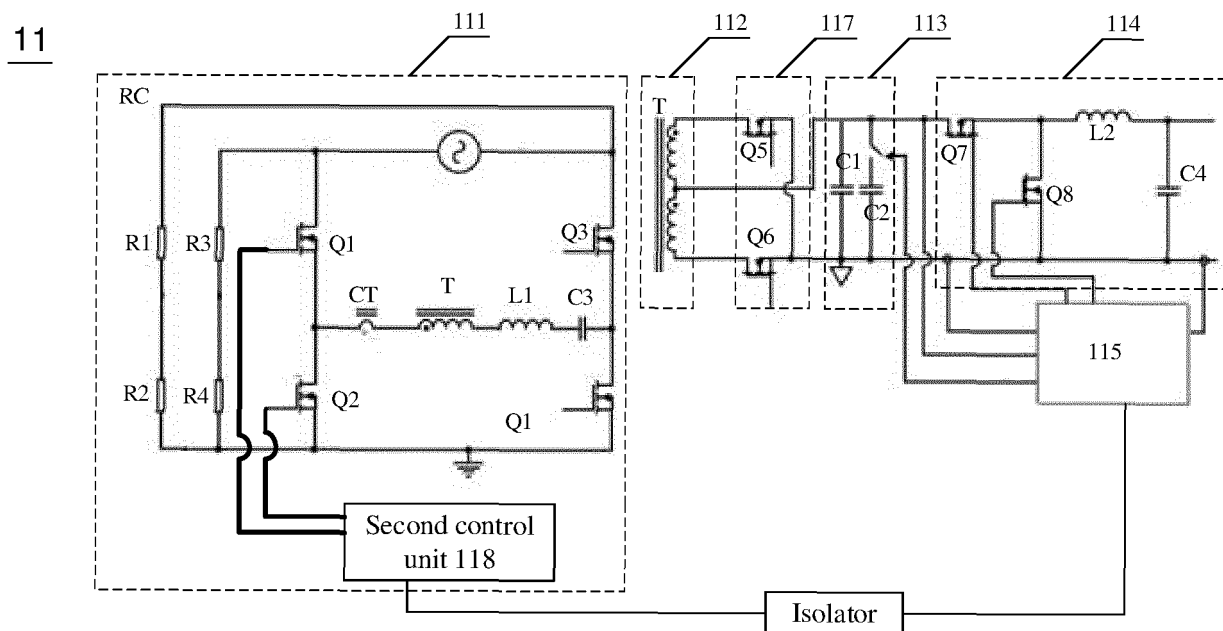 11
111
112
117
113
114
RC
T
Q5
C1
C2
Q7
L2
Q8
C4
R1
R3
Q1
Q3
Q6
CT
T
L1
C3
R2
R4
Q2
Q1
115
Second control
unit 118
Isolator